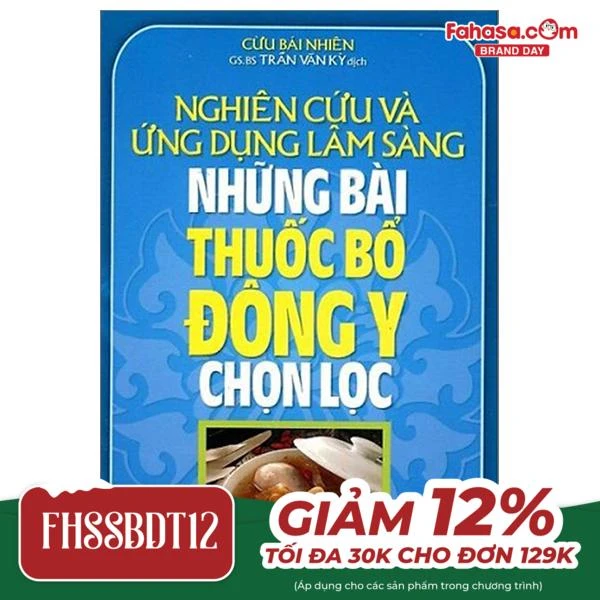 Fahasa.com
BRAND DAY
CỪU BÁI NHIÊN
GS.BS TRẦN VĂN KỲ dịch
NGHIÊN CỨU VÀ
ỨNG DỤNG LÂM SÀNG
NHỮNG BÀI
THUỐC BỔ
ĐÔNG Y
CHỌN LỌC
FHSSBDT12
GIẢM 12%
TỐI ĐA 30K CHO ĐƠN 129K
(Áp dụng cho các sản phẩm trong chương trình)